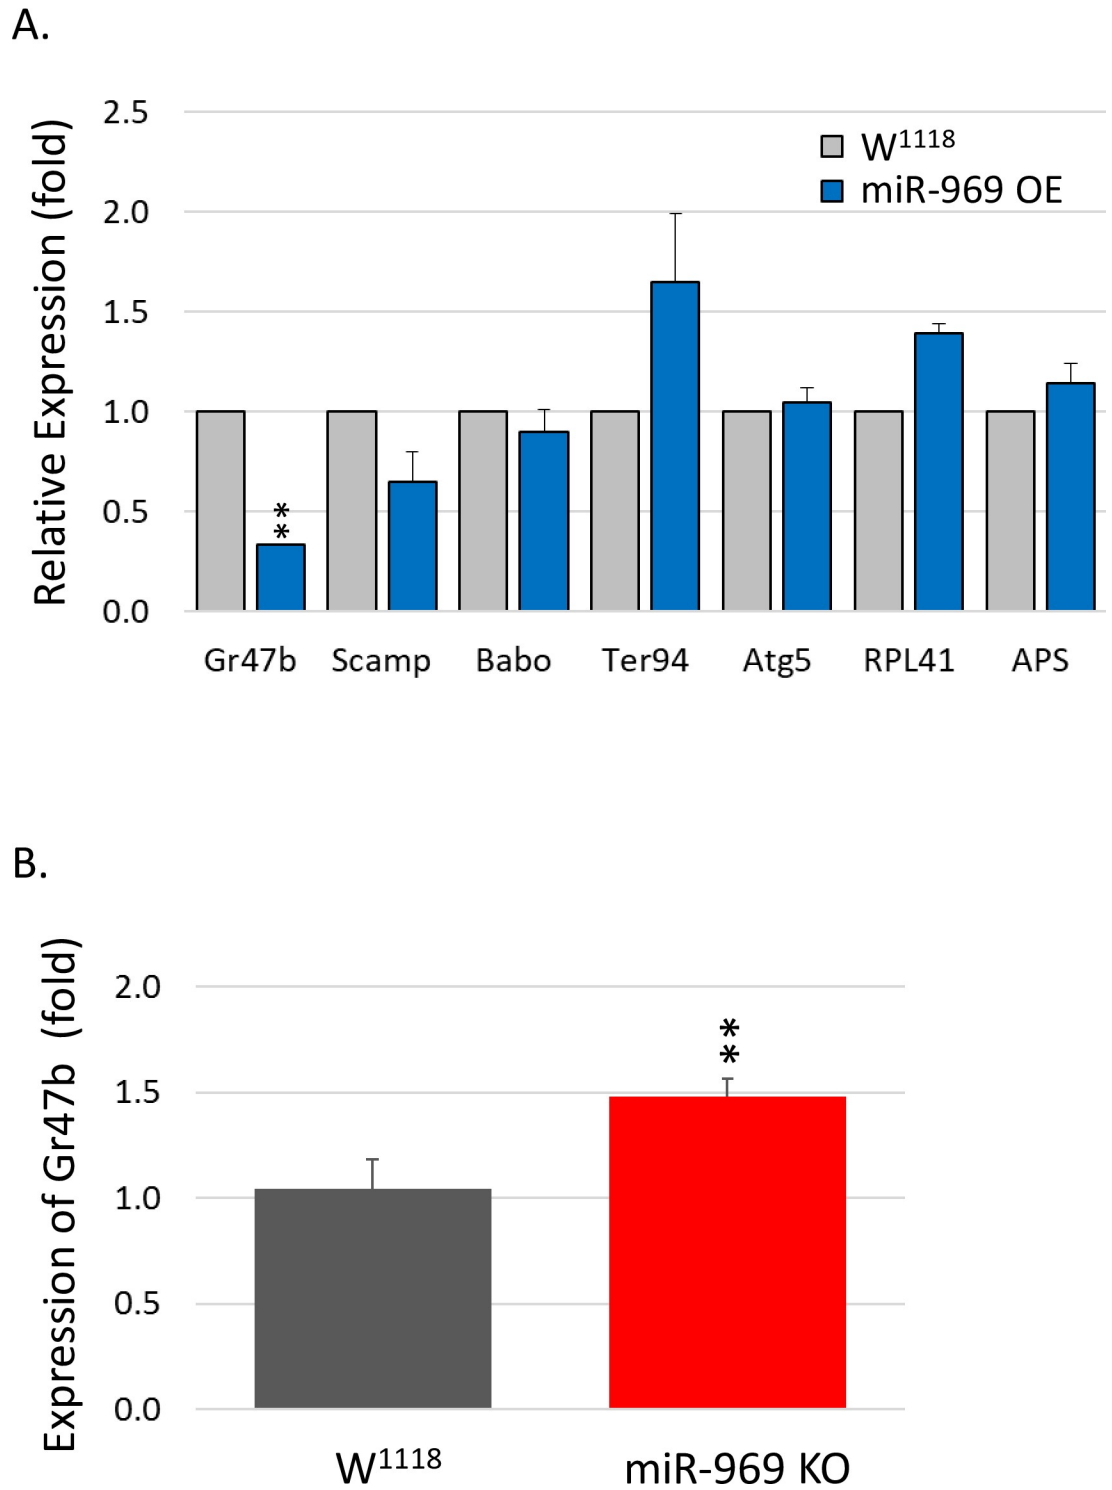 A.
Relative Expression (fold)
2.5
2.0
1.5
1.0
0.5
0.0
W1118
miR-969 OE
**
Gr47b Scamp Babo Ter94 Atg5 RPL41 APS
B.
Expression of Gr47b (fold)
2.0
1.5
1.0
0.5
0.0
**
W1118 miR-969 KO